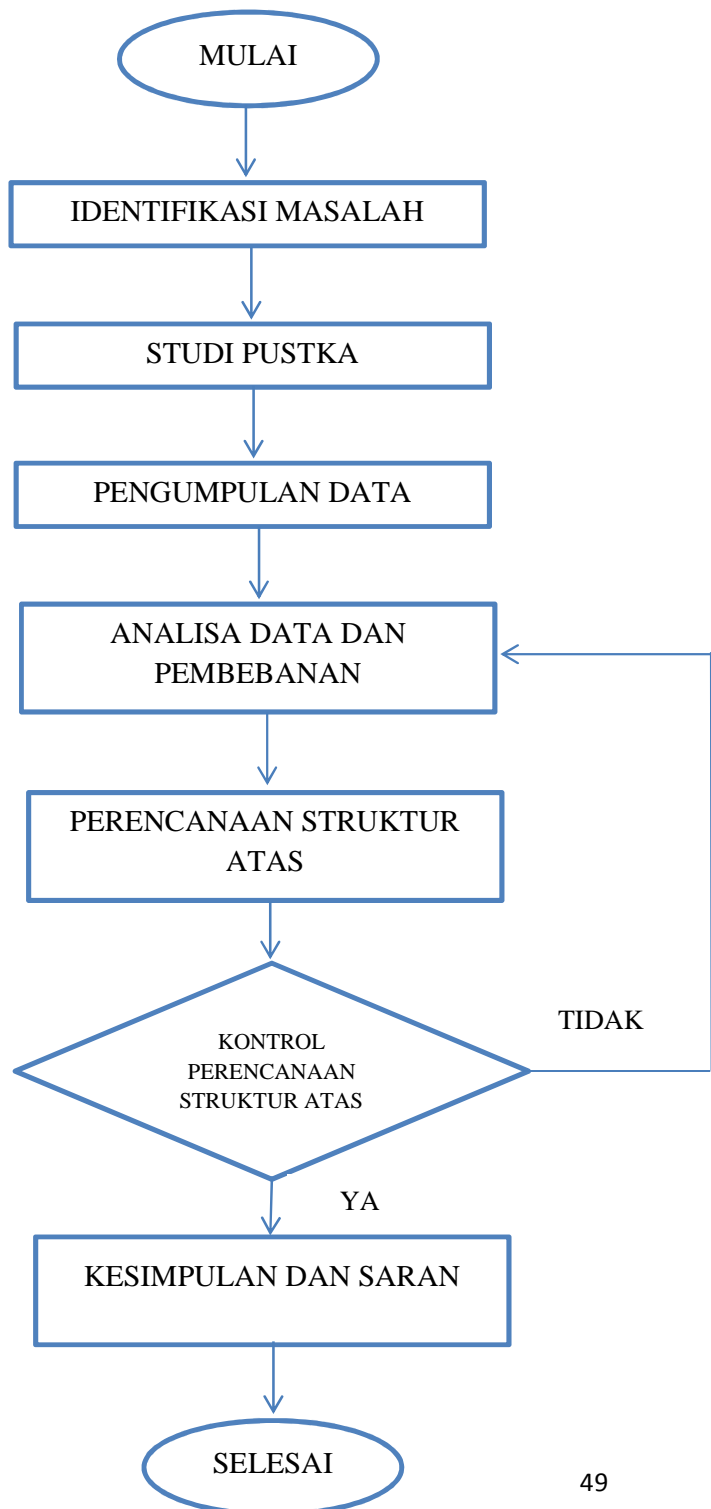 MULAI
IDENTIFIKASI MASALAH
STUDI PUSTKA
PENGUMPULAN DATA
ANALISA DATA DAN
PEMBEBANAN
PERENCANAAN STRUKTUR
ATAS
TIDAK
KONTROL
PERENCANAAN
STRUKTUR ATAS
YA
KESIMPULAN DAN SARAN
SELESAI
49